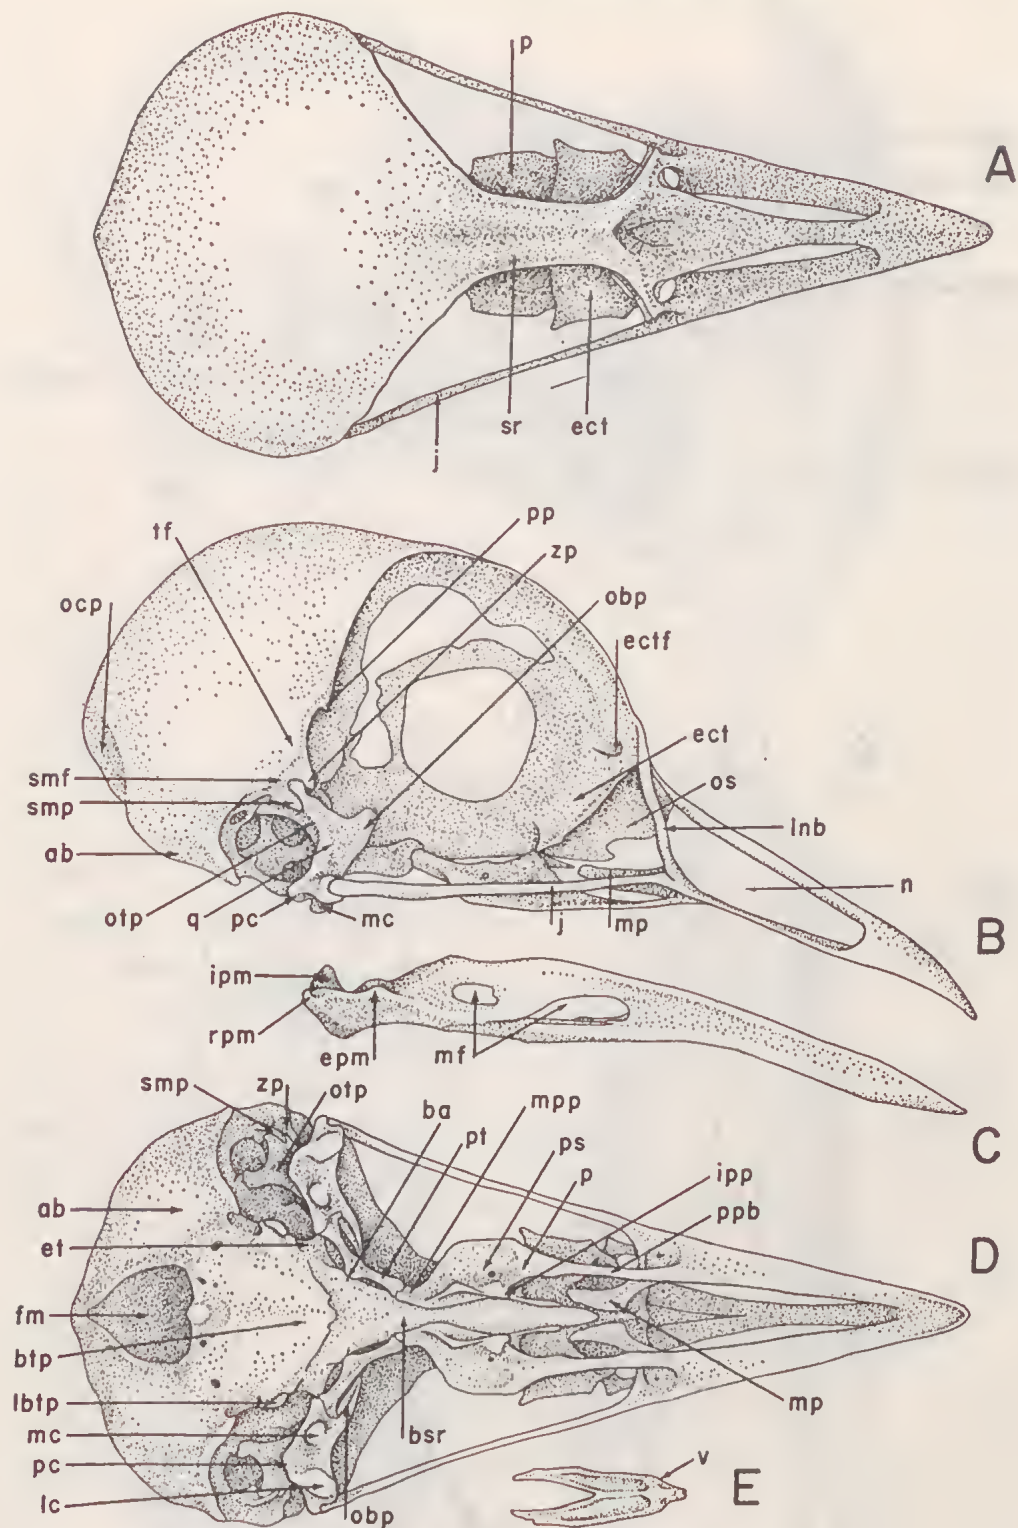 p
A
sr ect
j
tf
pp
zp
ocp
obp
ectf
ect
smf
os
smp
lnb
ab
n
otp q pc mc j mp
B
ipm
rpm
epm mf
C
smp zp otp
ba mpp
pt ps p ipp
ppb
ab
D
et
fm
btp
lbtp
mp
mc
bsr
pc
v
E
lc
obp